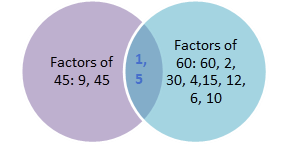 Factors of
45: 9, 45
1,
5
Factors of
60: 60, 2,
30, 4,15, 12,
6, 10